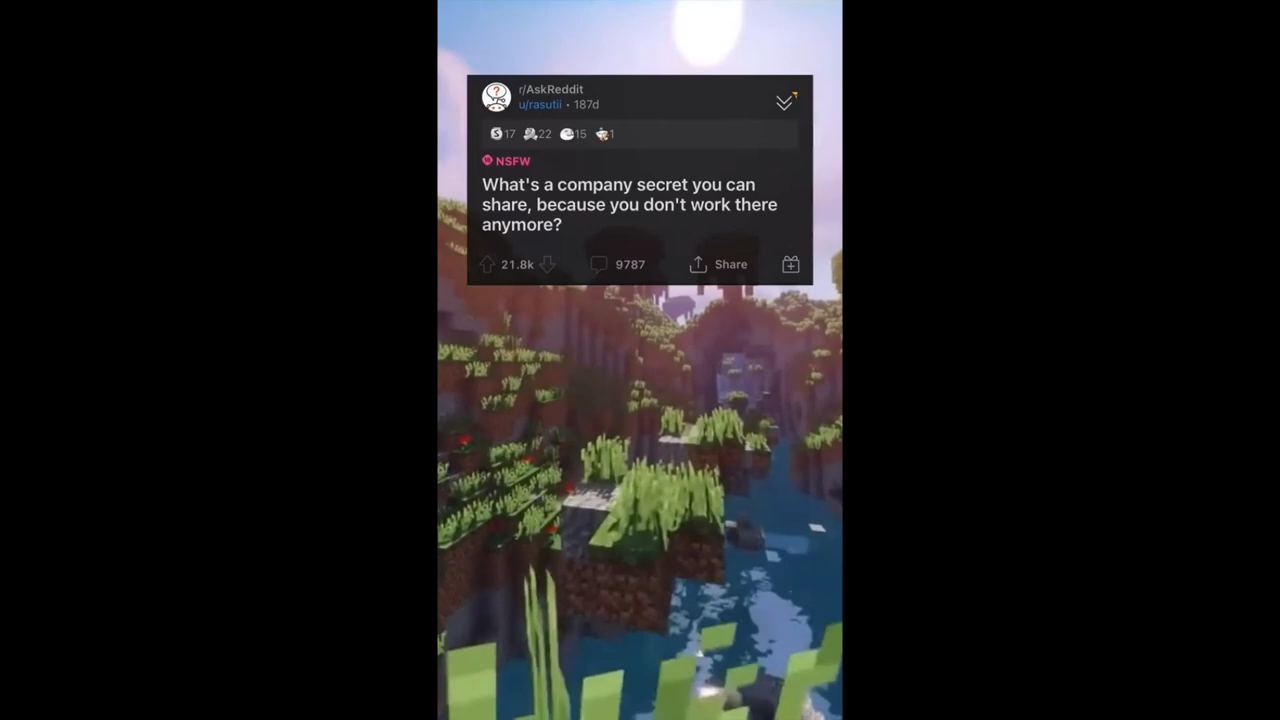 r/AskReddit
u/rasutii • 187d
17 22 15 1
NSFW
What's a company secret you can
share, because you don't work there
anymore?
21.8k 9787 Share